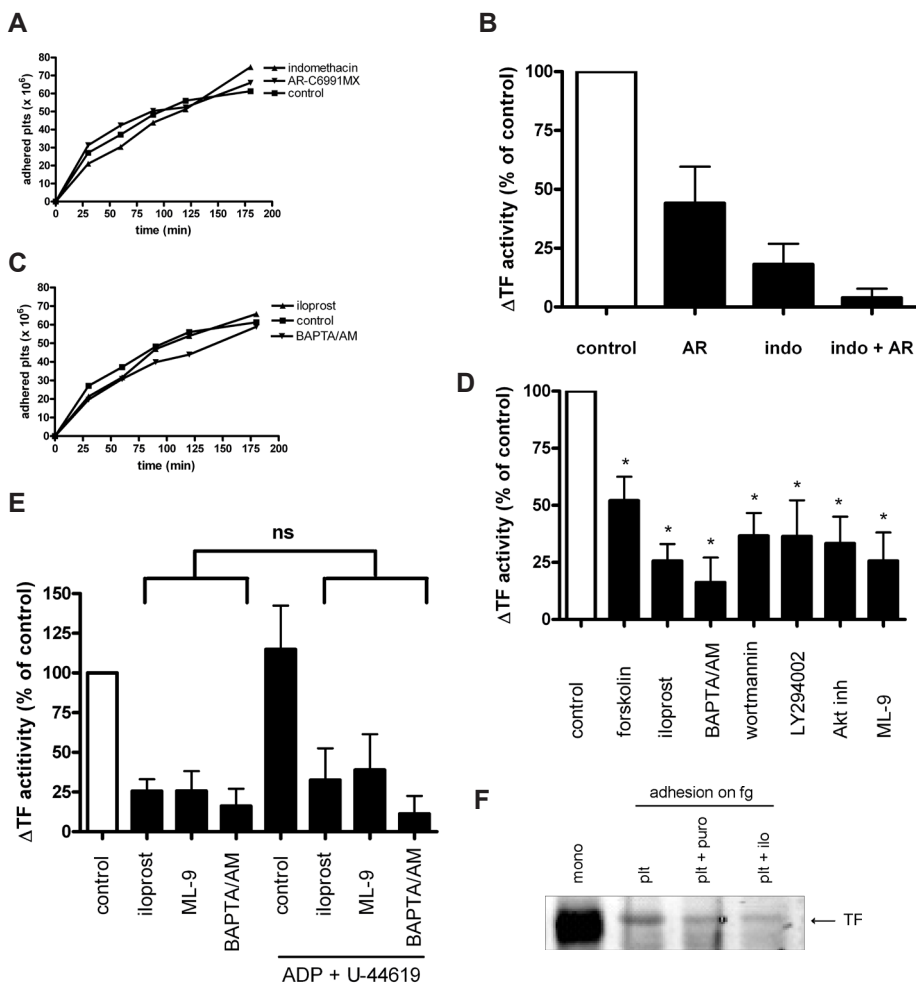 A
80
70
60
50
40
30
20
10
0
0 25 50 75 100 125 150 175 200
adhered plts (x 10⁶)
time (min)
indomethacin
AR-C6991MX
control
B
100
75
50
25
0
ΔTF activity (% of control)
control AR indo indo + AR
C
80
70
60
50
40
30
20
10
0
0 25 50 75 100 125 150 175 200
adhered plts (x 10⁶)
time (min)
iloprost
control
BAPTA/AM
D
100
75
50
25
0
ΔTF activity (% of control)
* * * * * * *
control
forskolin
iloprost
BAPTA/AM
wortmannin
LY294002
Akt inh
ML-9
E
ns
150
125
100
75
50
25
0
ΔTF actitivity (% of control)
control
iloprost
ML-9
BAPTA/AM
control
iloprost
ML-9
BAPTA/AM
ADP + U-44619
F
adhesion on fg
mono
plt
plt + puro
plt + ilo
← TF